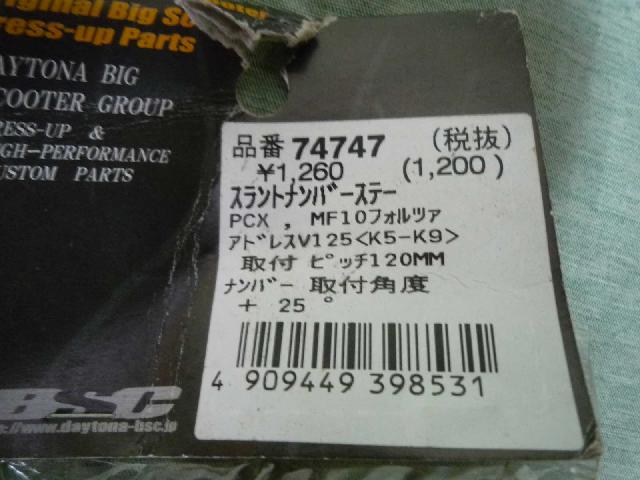 riginal Big Sc ooter
ress-up Parts
AYTONA BIG
COOTER GROUP
RESS-UP &
IGH-PERFORMANCE
CUSTOM PARTS
品番 74747 (税抜)
¥1,260 (1,200 )
スラントナンバーステー
PCX , MF10フォルツァ
アドレスV125<K5-K9>
取付 ピッチ120MM
ナンバー 取付角度
+ 25°
4 909449 398531
BSC
://www.daytona-bsc.jp